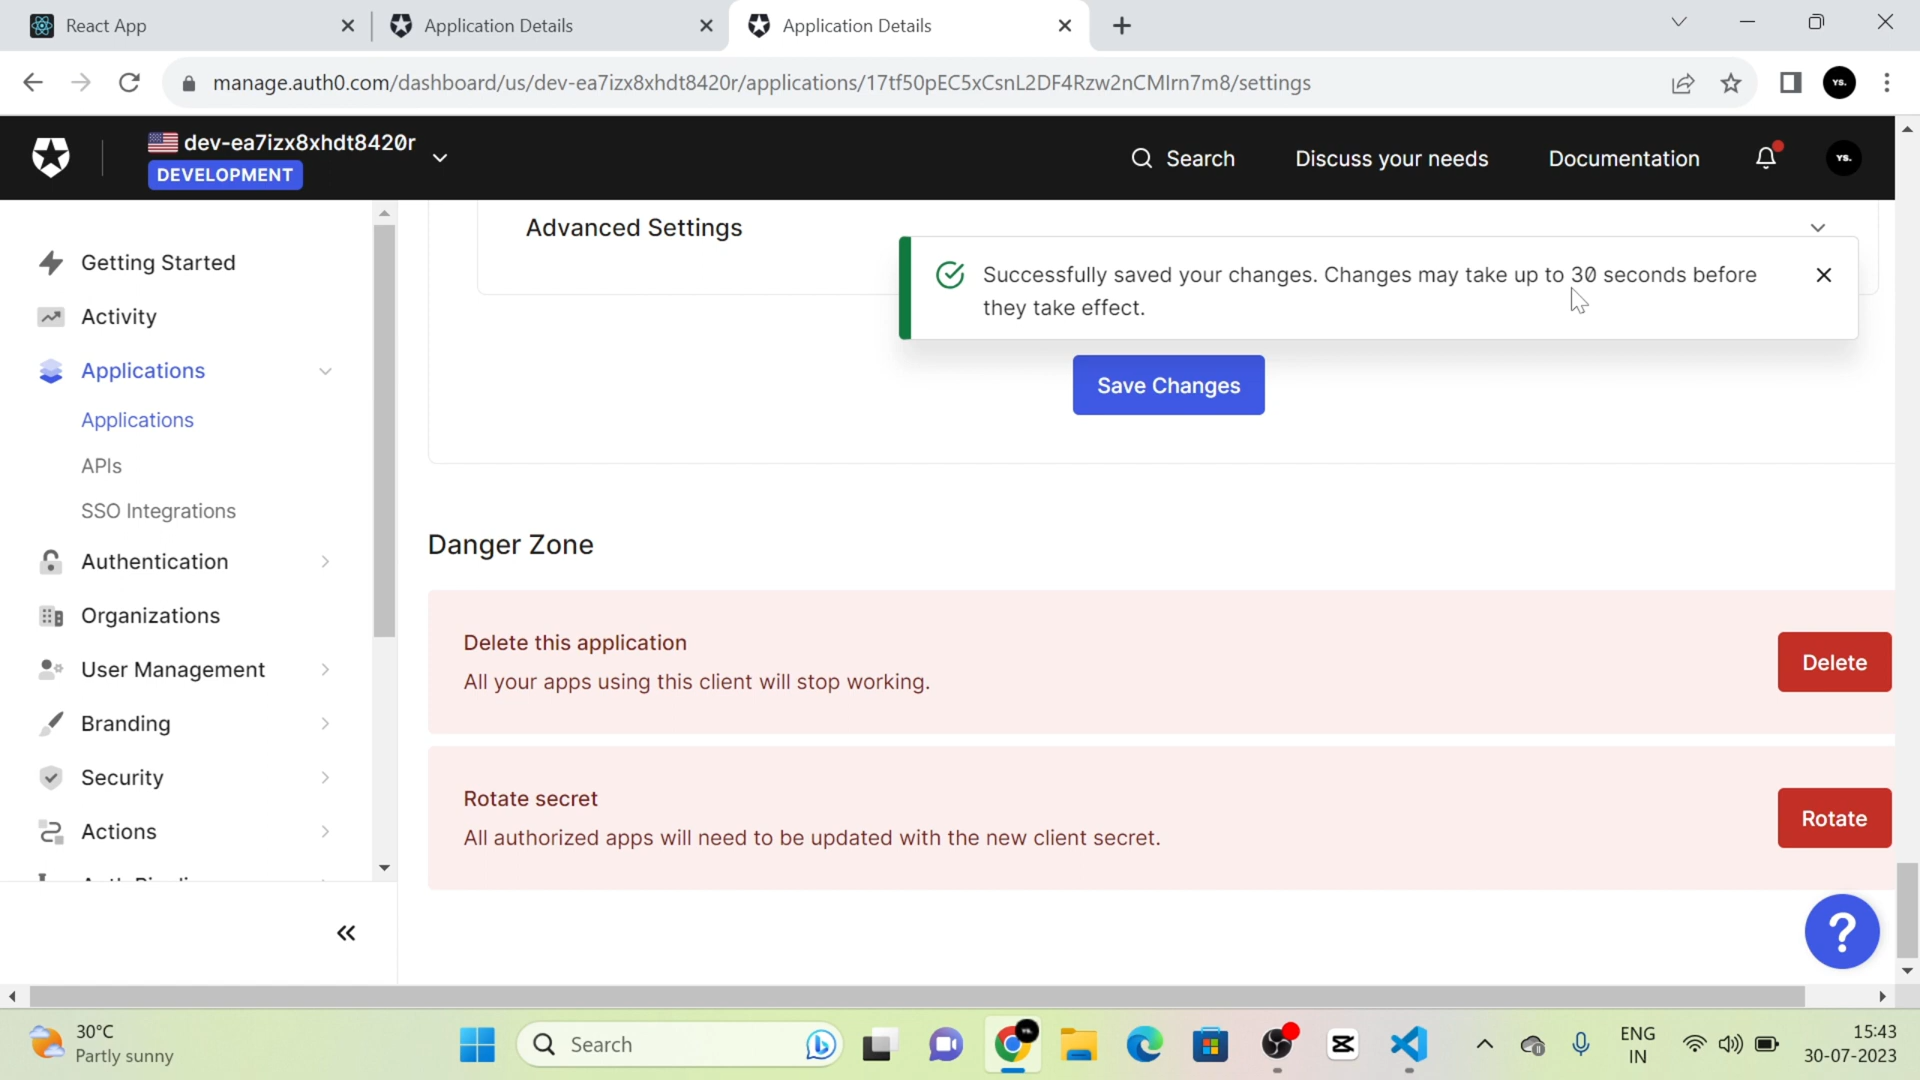 React App
Application Details
Application Details
manage.auth0.com/dashboard/us/dev-ea7izx8xhdt8420r/applications/17tf50pEC5xCsnL2DF4Rzw2nCMIrn7m8/settings
YS.
dev-ea7izx8xhdt8420r
DEVELOPMENT
Search
Discuss your needs
Documentation
YS.
Getting Started
Activity
Applications
Applications
APIs
SSO Integrations
Authentication
Organizations
User Management
Branding
Security
Actions
Advanced Settings
Successfully saved your changes. Changes may take up to 30 seconds before
they take effect.
Save Changes
Danger Zone
Delete this application
All your apps using this client will stop working.
Delete
Rotate secret
All authorized apps will need to be updated with the new client secret.
Rotate
?
30°C
Partly sunny
Search
ENG
IN
15:43
30-07-2023